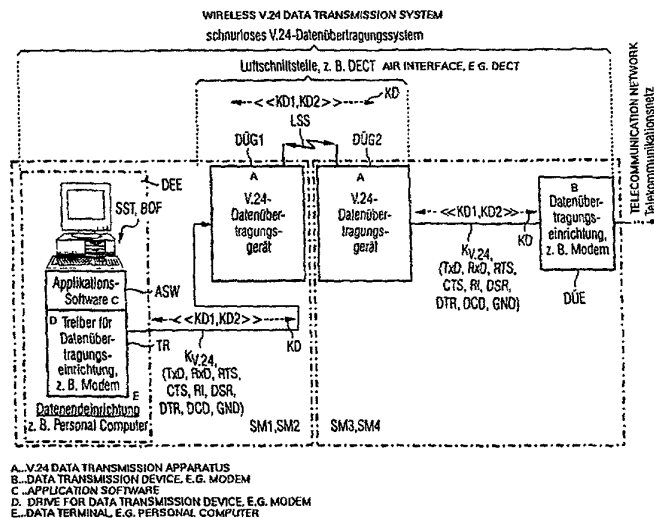 WIRELESS V.24 DATA TRANSMISSION SYSTEM
schnurloses V.24-Datenübertragungssystem
Luftschnittstelle, z. B. DECT AIR INTERFACE, E.G. DECT
<<KD1,KD2>> KD
LSS
DÜG1 DÜG2
TELECOMMUNICATION NETWORK
Telekommunikationsnetz
DEE
SST, BOF
A
V.24-
Datenüber-
tragungs-
gerät
A
V.24-
Datenüber-
tragungs-
gerät
<<KD1,KD2>>
KD
KV.24,
(TxD, RxD, RTS,
CTS, RI, DSR,
DTR, DCD, GND)
B
Datenüber-
tragungs-
einrichtung,
z. B. Modem
DÜE
Applikations-
Software C
ASW
D Treiber für
Datenüber-
tragungs-
einrichtung,
z. B. Modem
TR
E
Datenendeinrichtung
z. B. Personal Computer
<<KD1,KD2>>
KD
KV.24,
(TxD, RxD, RTS,
CTS, RI, DSR,
DTR, DCD, GND)
SM1,SM2
SM3,SM4
A...V.24 DATA TRANSMISSION APPARATUS
B...DATA TRANSMISSION DEVICE, E.G. MODEM
C ...APPLICATION SOFTWARE
D. DRIVE FOR DATA TRANSMISSION DEVICE, E.G. MODEM
E...DATA TERMINAL, E.G. PERSONAL COMPUTER